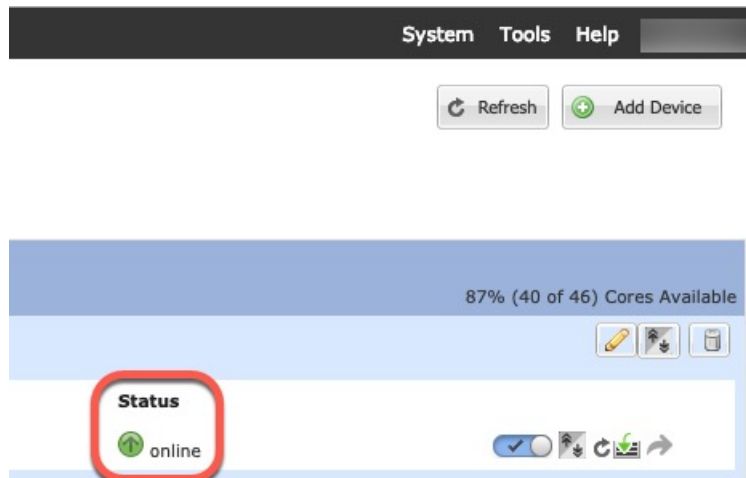 System Tools Help
Refresh Add Device
87% (40 of 46) Cores Available
Status
online